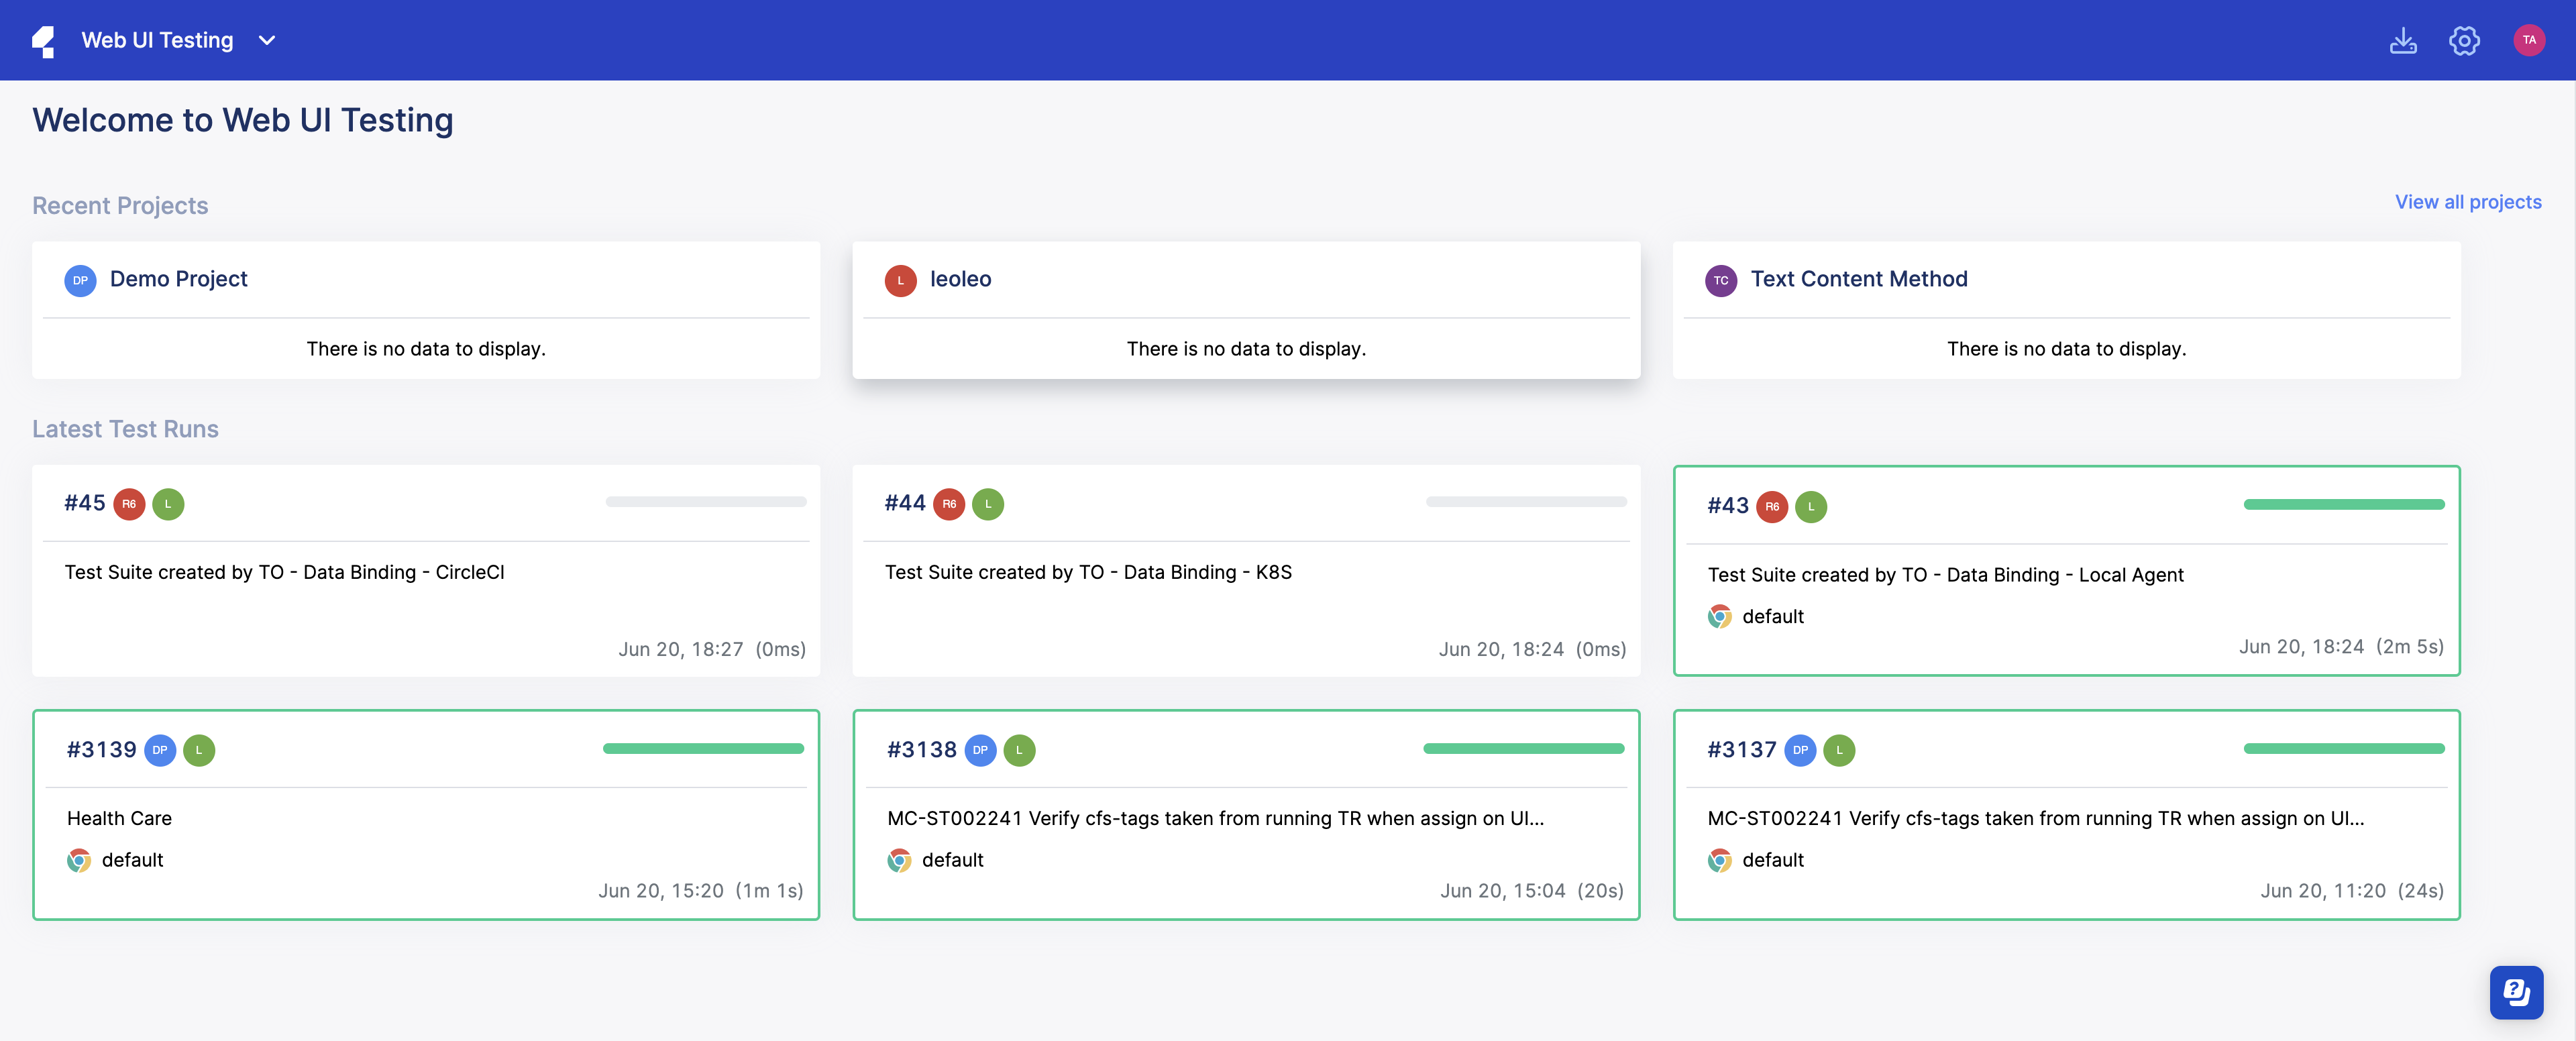 Web UI Testing
TA
Welcome to Web UI Testing
Recent Projects
View all projects
DP Demo Project
There is no data to display.
L leoleo
There is no data to display.
TC Text Content Method
There is no data to display.
Latest Test Runs
#45 R6 L
Test Suite created by TO - Data Binding - CircleCI
Jun 20, 18:27 (0ms)
#44 R6 L
Test Suite created by TO - Data Binding - K8S
Jun 20, 18:24 (0ms)
#43 R6 L
Test Suite created by TO - Data Binding - Local Agent
default
Jun 20, 18:24 (2m 5s)
#3139 DP L
Health Care
default
Jun 20, 15:20 (1m 1s)
#3138 DP L
MC-ST002241 Verify cfs-tags taken from running TR when assign on UI...
default
Jun 20, 15:04 (20s)
#3137 DP L
MC-ST002241 Verify cfs-tags taken from running TR when assign on UI...
default
Jun 20, 11:20 (24s)
?